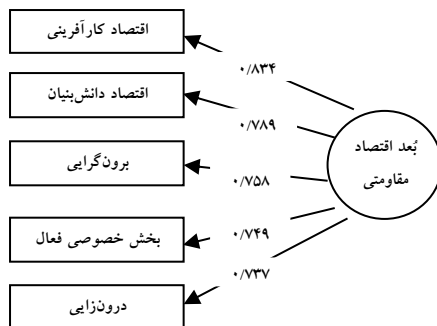 اقتصاد کارآفرینی
۰/۸۳۴
اقتصاد دانش‌بنیان
۰/۷۸۹
بُعد اقتصاد
مقاومتی
برون‌گرایی
۰/۷۵۸
بخش خصوصی فعال
۰/۷۴۹
درون‌زایی
۰/۷۳۷